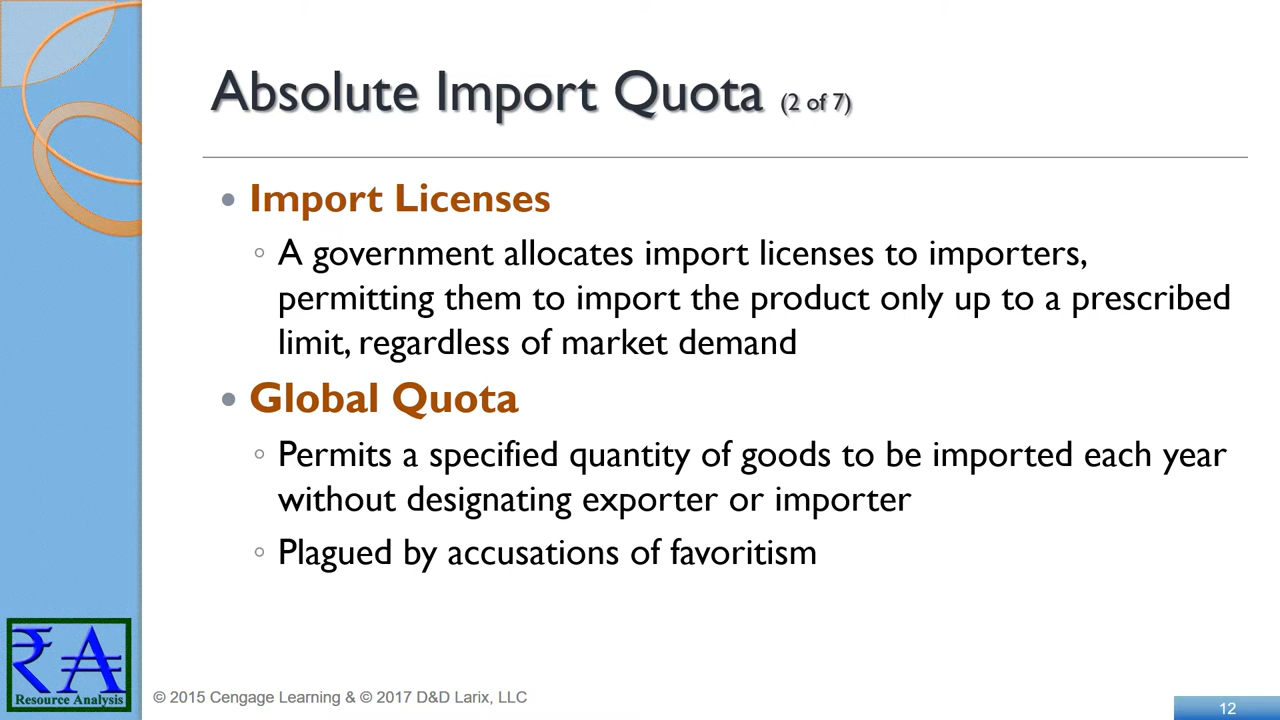 Absolute Import Quota (2 of 7)
• Import Licenses
◦ A government allocates import licenses to importers,
permitting them to import the product only up to a prescribed
limit, regardless of market demand
• Global Quota
◦ Permits a specified quantity of goods to be imported each year
without designating exporter or importer
◦ Plagued by accusations of favoritism
₹A
Resource Analysis
© 2015 Cengage Learning & © 2017 D&D Larix, LLC
12